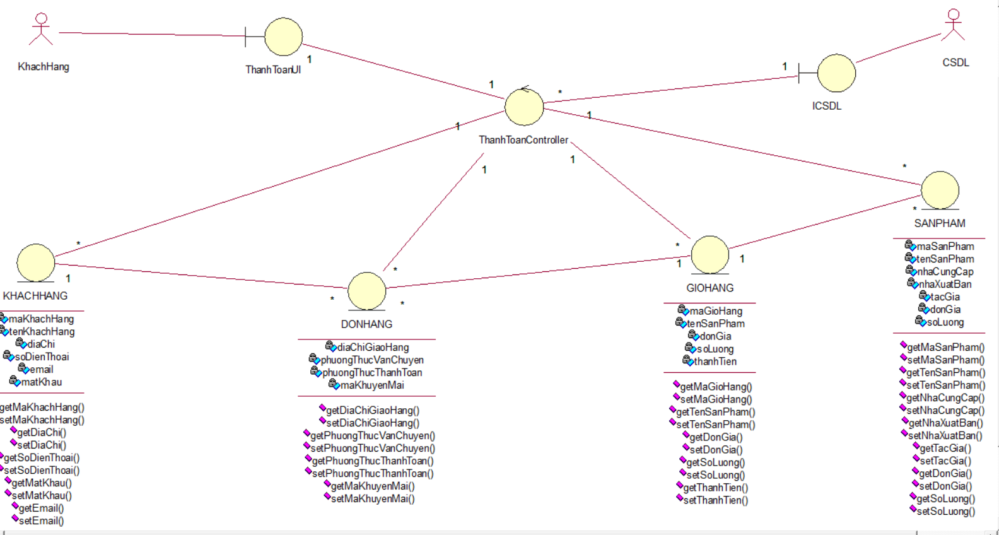 KhachHang
ThanhToanUI
1
1
*
1
ICSDL
CSDL
ThanhToanController
1
1
1
1
*
*
SANPHAM
maSanPham
tenSanPham
nhaCungCap
nhaXuatBan
tacGia
donGia
soLuong
getMaSanPham()
setMaSanPham()
getTenSanPham()
setTenSanPham()
getNhaCungCap()
setNhaCungCap()
getNhaXuatBan()
setNhaXuatBan()
getTacGia()
setTacGia()
getDonGia()
setDonGia()
getSoLuong()
setSoLuong()
*
1
KHACHHANG
maKhachHang
tenKhachHang
diaChi
soDienThoai
email
matKhau
getMaKhachHang()
setMaKhachHang()
getDiaChi()
setDiaChi()
getSoDienThoai()
setSoDienThoai()
getMatKhau()
setMatKhau()
getEmail()
setEmail()
*
*
*
DONHANG
diaChiGiaoHang
phuongThucVanChuyen
phuongThucThanhToan
maKhuyenMai
getDiaChiGiaoHang()
setDiaChiGiaoHang()
getPhuongThucVanChuyen()
setPhuongThucVanChuyen()
getPhuongThucThanhToan()
setPhuongThucThanhToan()
getMaKhuyenMai()
setMaKhuyenMai()
*
1
1
GIOHANG
maGioHang
tenSanPham
donGia
soLuong
thanhTien
getMaGioHang()
setMaGioHang()
getTenSanPham()
setTenSanPham()
getDonGia()
setDonGia()
getSoLuong()
setSoLuong()
getThanhTien()
setThanhTien()